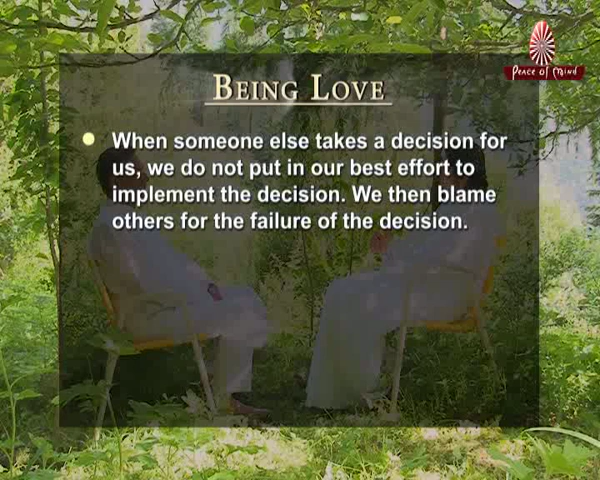 Peace of Mind
BEING LOVE
When someone else takes a decision for
us, we do not put in our best effort to
implement the decision. We then blame
others for the failure of the decision.